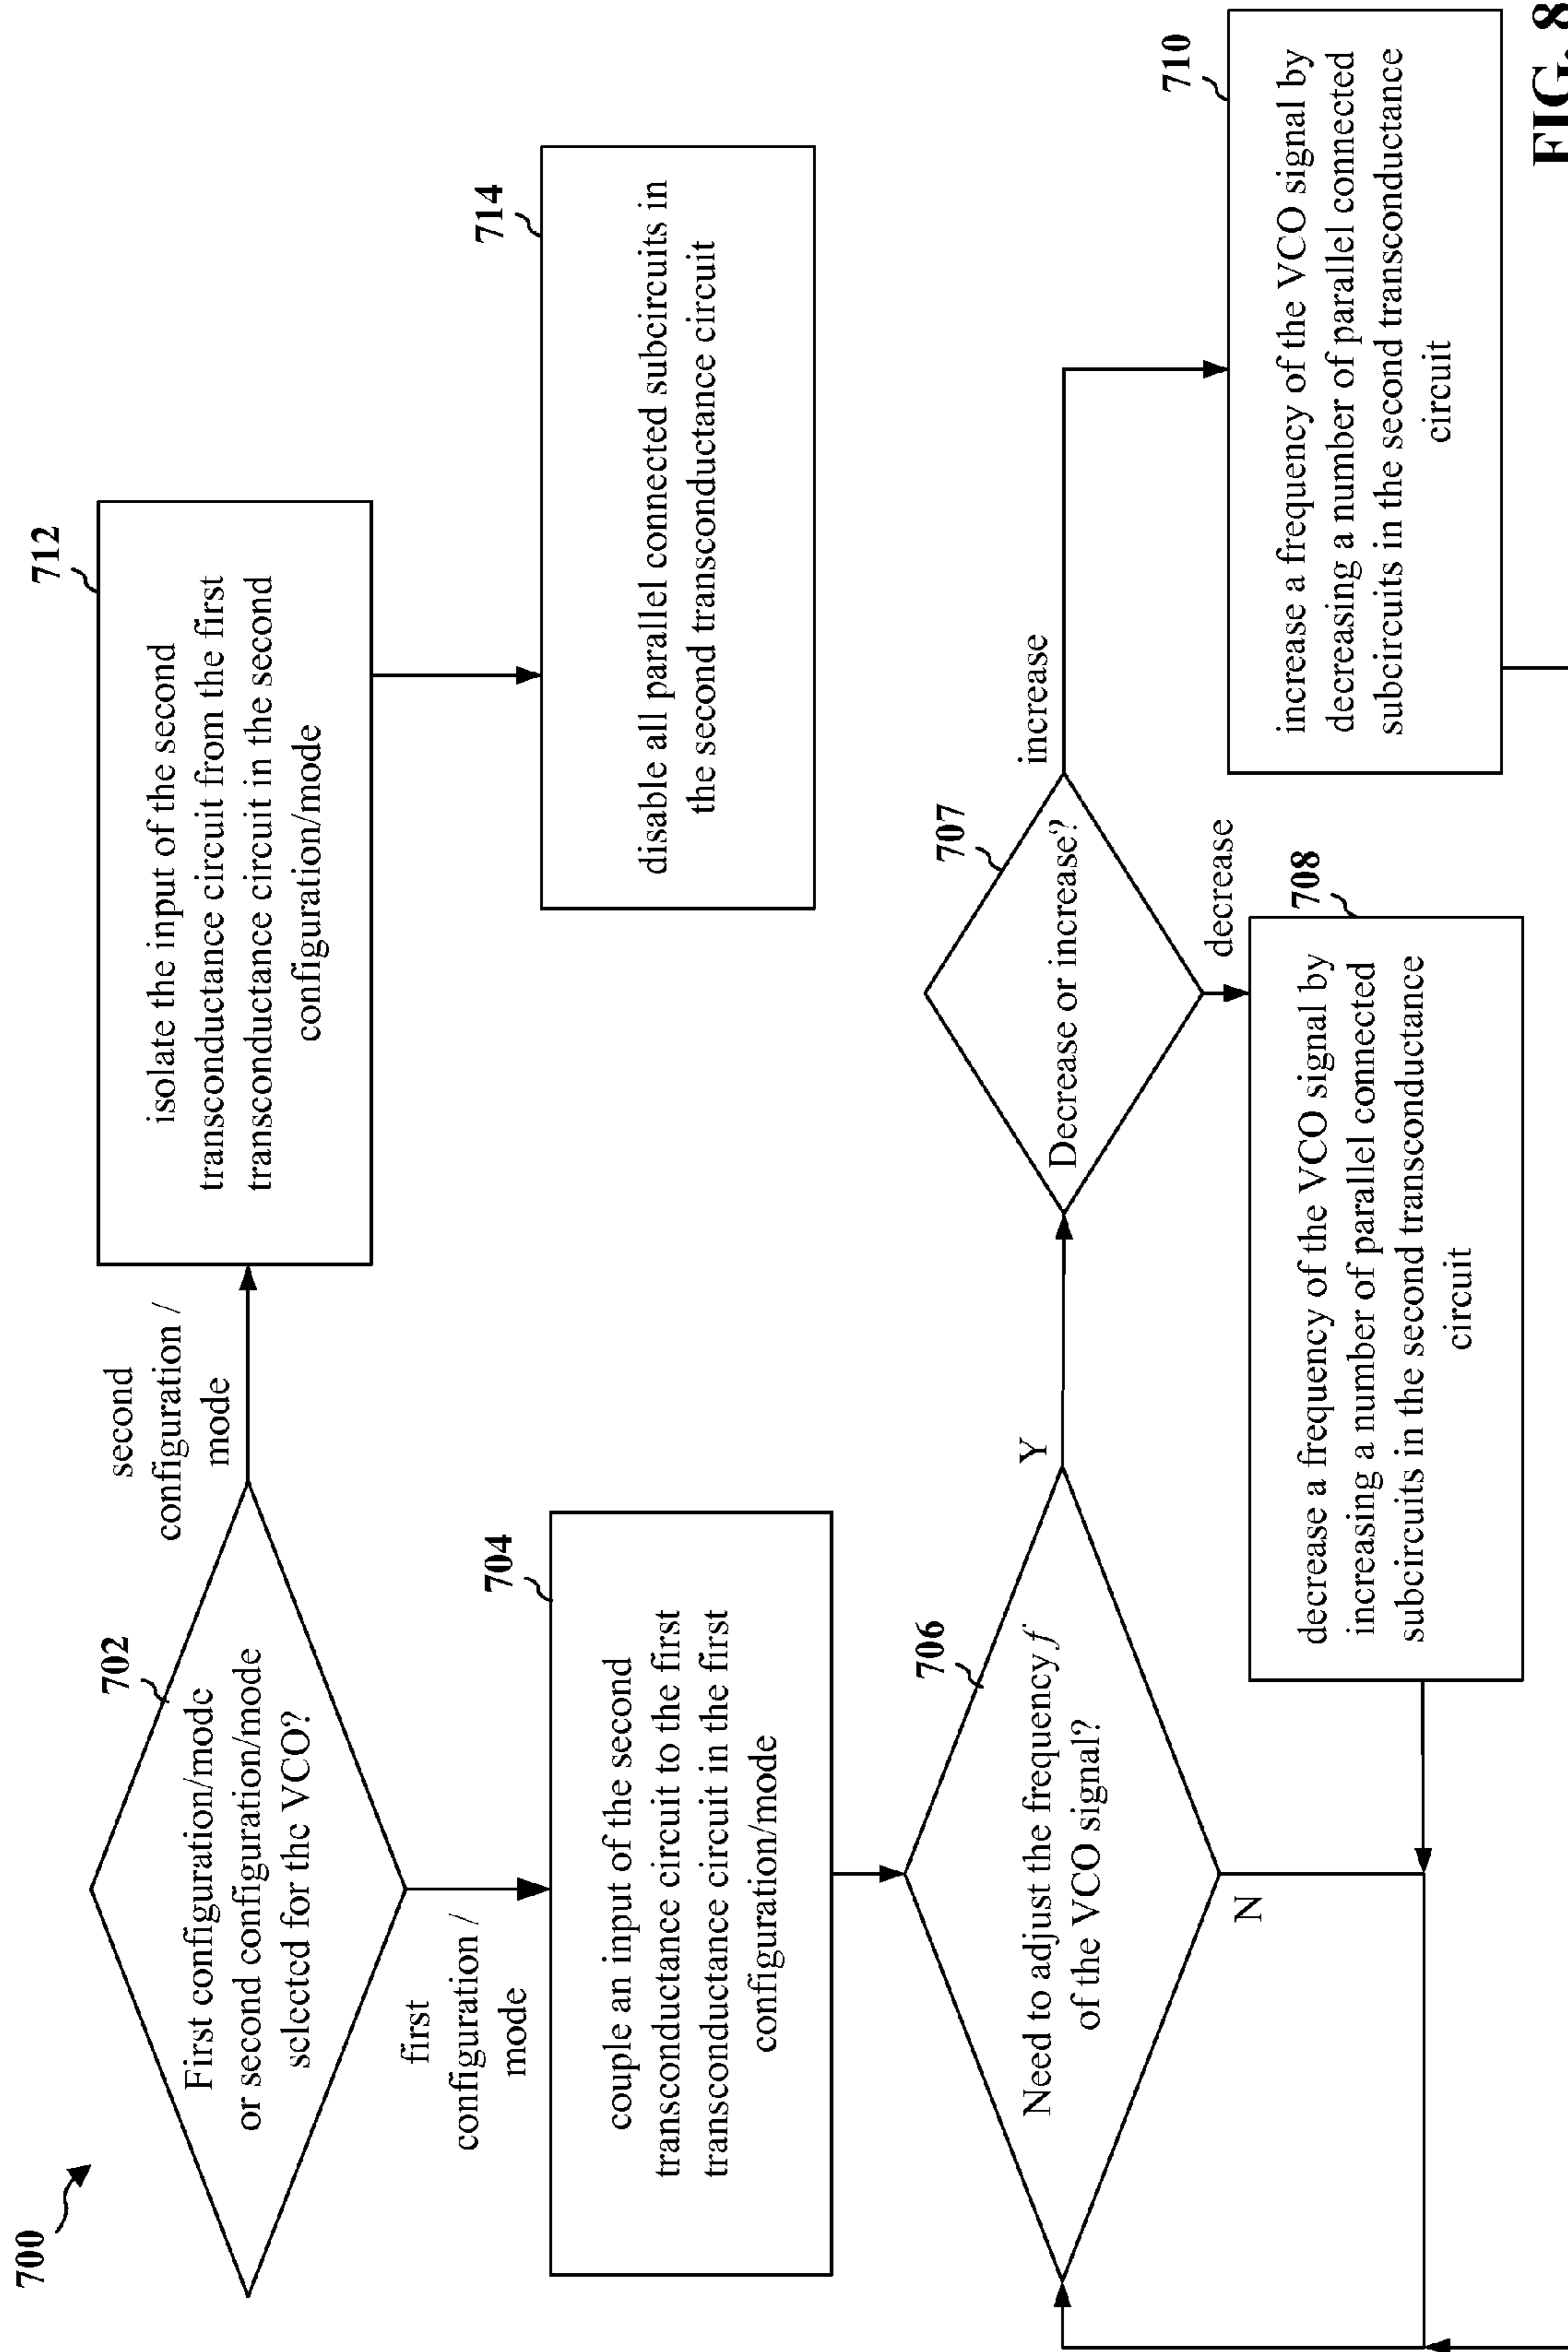 700
702
First configuration/mode
or second configuration/mode
selected for the VCO?
second
configuration /
mode
712
isolate the input of the second
transconductance circuit from the first
transconductance circuit in the second
configuration/mode
first
configuration /
mode
704
couple an input of the second
transconductance circuit to the first
transconductance circuit in the first
configuration/mode
714
disable all parallel connected subcircuits in
the second transconductance circuit
706
Need to adjust the frequency f
of the VCO signal?
Y
N
707
Decrease or increase?
increase
decrease
708
decrease a frequency of the VCO signal by
increasing a number of parallel connected
subcircuits in the second transconductance
circuit
710
increase a frequency of the VCO signal by
decreasing a number of parallel connected
subcircuits in the second transconductance
circuit
FIG. 8